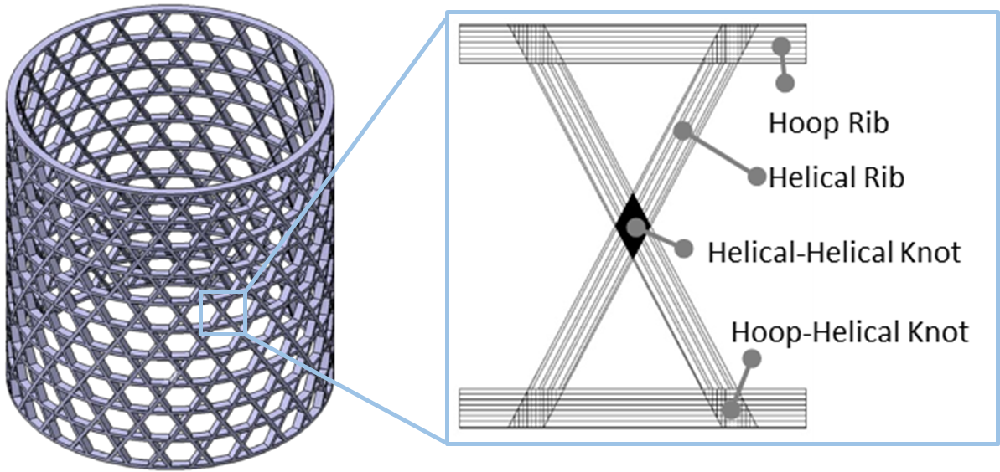 Hoop Rib
Helical Rib
Helical-Helical Knot
Hoop-Helical Knot